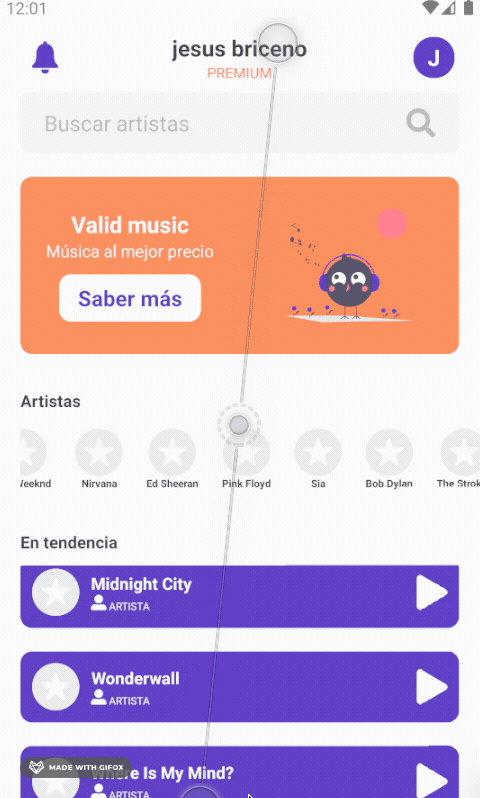 12:01
jesus briceno
PREMIUM
J
Buscar artistas
Valid music
Música al mejor precio
Saber más
Artistas
Nirvana
Ed Sheeran
Pink Floyd
Sia
Bob Dylan
The Strok
En tendencia
Midnight City
ARTISTA
Wonderwall
ARTISTA
Where Is My Mind?
MADE WITH GIFOX
ARTISTA